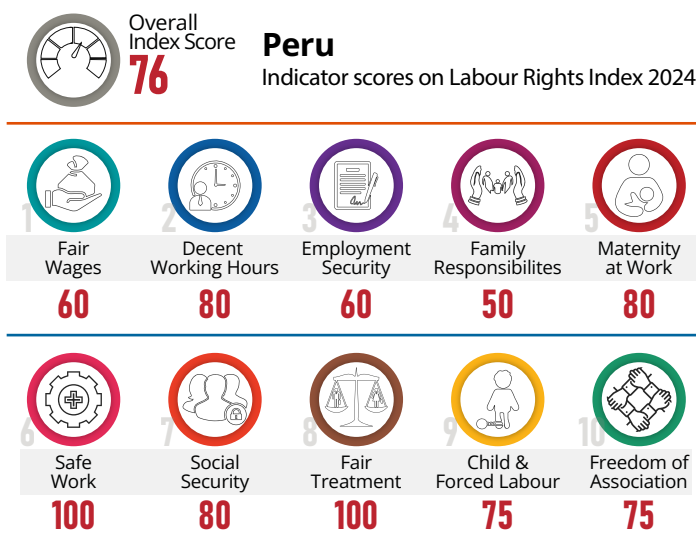 Overall
Index Score
76
Peru
Indicator scores on Labour Rights Index 2024
1
2
3
4
5
Fair
Wages
Decent
Working Hours
Employment
Security
Family
Responsibilites
Maternity
at Work
60
80
60
50
80
6
7
8
9
10
Safe
Work
Social
Security
Fair
Treatment
Child &
Forced Labour
Freedom of
Association
100
80
100
75
75